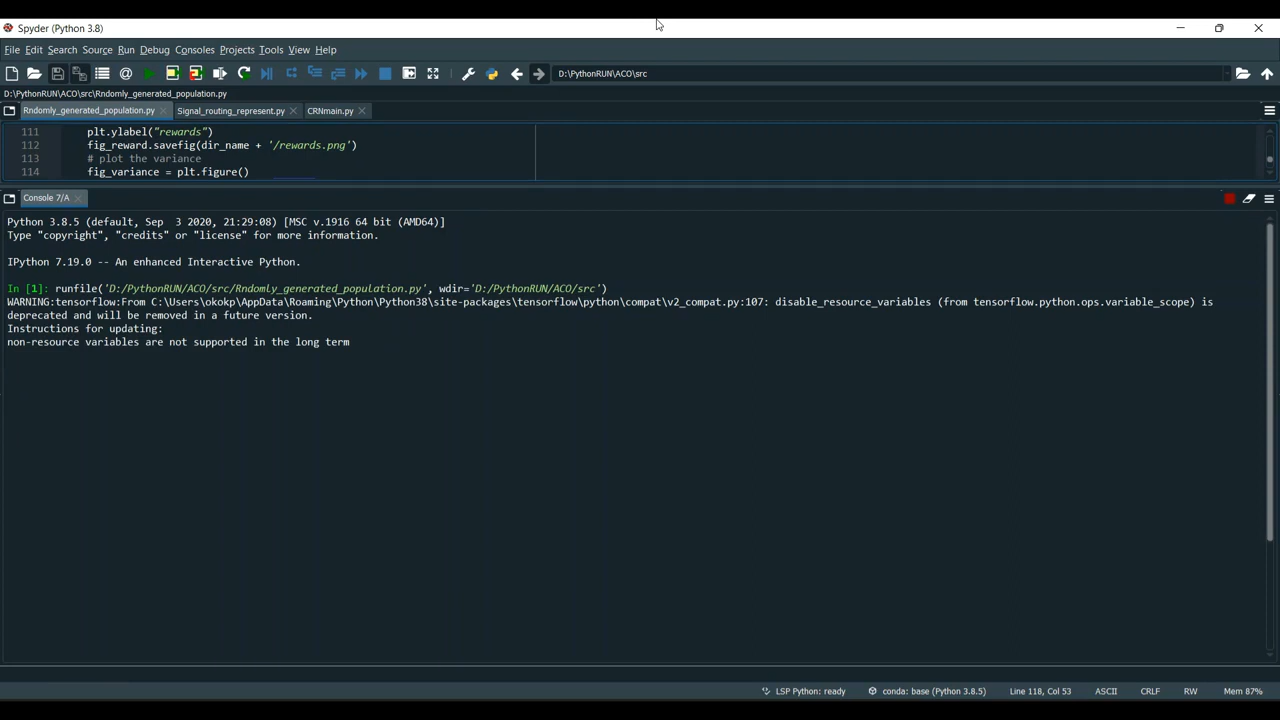 Spyder (Python 3.8)
File Edit Search Source Run Debug Consoles Projects Tools View Help
D:\PythonRUN\ACO\src
D:\PythonRUN\ACO\src\Rndomly_generated_population.py
Rndomly_generated_population.py Signal_routing_represent.py CRNmain.py
111 plt.ylabel("rewards")
112 fig_reward.savefig(dir_name + '/rewards.png')
113 # plot the variance
114 fig_variance = plt.figure()
Console 7/A
Python 3.8.5 (default, Sep 3 2020, 21:29:08) [MSC v.1916 64 bit (AMD64)]
Type "copyright", "credits" or "license" for more information.
IPython 7.19.0 -- An enhanced Interactive Python.
In [1]: runfile('D:/PythonRUN/ACO/src/Rndomly_generated_population.py', wdir='D:/PythonRUN/ACO/src')
WARNING:tensorflow:From C:\Users\okokp\AppData\Roaming\Python\Python38\site-packages\tensorflow\python\compat\v2_compat.py:107: disable_resource_variables (from tensorflow.python.ops.variable_scope) is
deprecated and will be removed in a future version.
Instructions for updating:
non-resource variables are not supported in the long term
LSP Python: ready conda: base (Python 3.8.5) Line 118, Col 53 ASCII CRLF RW Mem 87%